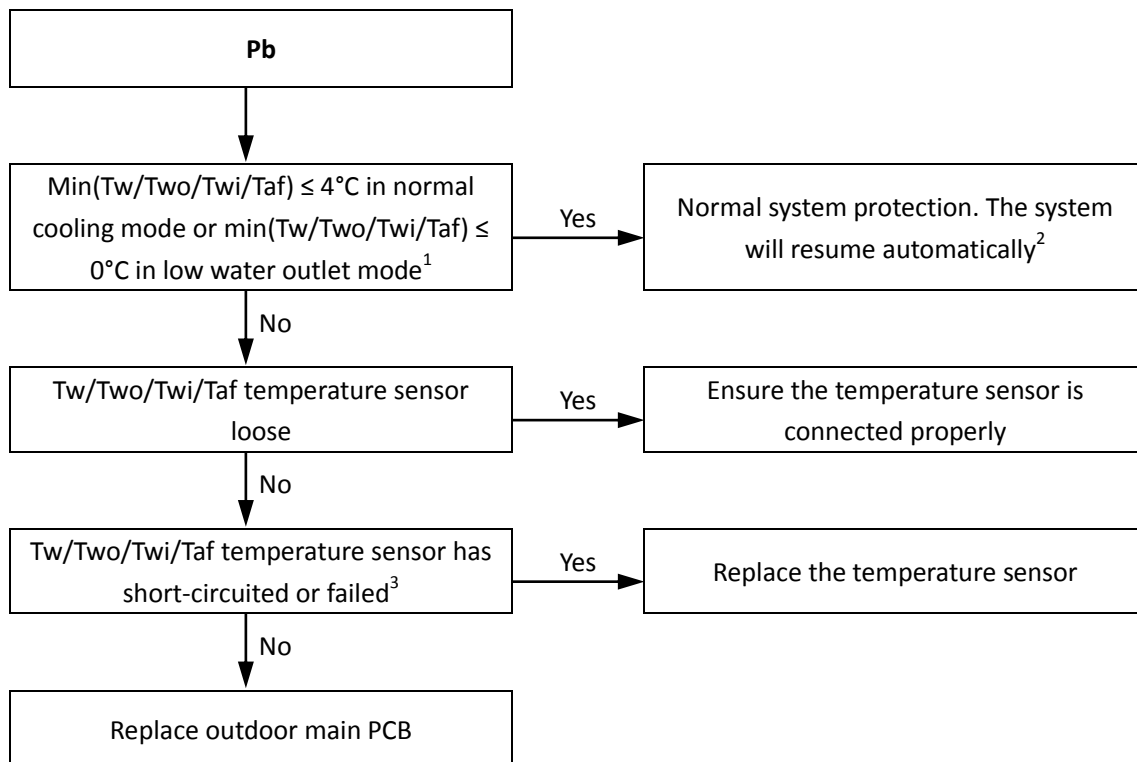 Pb
Min(Tw/Two/Twi/Taf) ≤ 4°C in normal
cooling mode or min(Tw/Two/Twi/Taf) ≤
0°C in low water outlet mode¹
Yes
Normal system protection. The system
will resume automatically²
No
Tw/Two/Twi/Taf temperature sensor
loose
Yes
Ensure the temperature sensor is
connected properly
No
Tw/Two/Twi/Taf temperature sensor has
short-circuited or failed³
Yes
Replace the temperature sensor
No
Replace outdoor main PCB